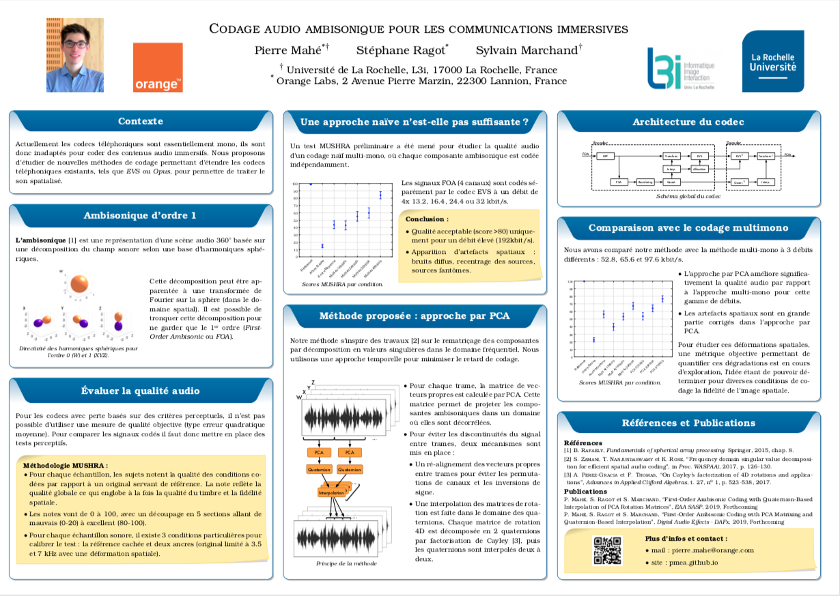 CODAGE AUDIO AMBISONIQUE POUR LES COMMUNICATIONS IMMERSIVES
Pierre Mahé*† Stéphane Ragot* Sylvain Marchand†
† Université de La Rochelle, L3i, 17000 La Rochelle, France
* Orange Labs, 2 Avenue Pierre Marzin, 22300 Lannion, France
orange™
L3i Informatique Image Interaction
La Rochelle
Université
Contexte
Actuellement les codecs téléphoniques sont essentiellement mono, ils sont
donc inadaptés pour coder des contenus audio immersifs. Nous proposons
d'étudier de nouvelles méthodes de codage permettant d'étendre les codecs
téléphoniques existants, tels que EVS ou Opus, pour permettre de traiter le
son spatialisé.
Ambisonique d'ordre 1
L'ambisonique [1] est une représentation d'une scène audio 360° basée sur
une décomposition du champ sonore selon une base d'harmoniques sphé-
riques.
W
X
Y
Z
Cette décomposition peut être ap-
parentée à une transformée de
Fourier sur la sphère (dans le do-
maine spatial). Il est possible de
tronquer cette décomposition pour
ne garder que le 1er ordre (First-
Order Ambisonic ou FOA).
Directivité des harmoniques sphériques pour
l'ordre 0 (W) et 1 (XYZ).
Évaluer la qualité audio
Pour les codecs avec perte basés sur des critères perceptuels, il n'est pas
possible d'utiliser une mesure de qualité objective (type erreur quadratique
moyenne). Pour comparer les signaux codés il faut donc mettre en place des
tests perceptifs.
Méthodologie MUSHRA :
• Pour chaque échantillon, les sujets notent la qualité des conditions co-
dées par rapport à un original servant de référence. La note reflète la
qualité globale ce qui englobe à la fois la qualité du timbre et la fidélité
spatiale.
• Les notes vont de 0 à 100, avec un découpage en 5 sections allant de
mauvais (0-20) à excellent (80-100).
• Pour chaque échantillon sonore, il existe 3 conditions particulières pour
calibrer le test : la référence cachée et deux ancres (original limité à 3.5
et 7 kHz avec une déformation spatiale).
Une approche naïve n'est-elle pas suffisante ?
Un test MUSHRA préliminaire a été mené pour étudier la qualité audio
d'un codage naïf multi-mono, où chaque composante ambisonique est codée
indépendamment.
Les signaux FOA (4 canaux) sont codés sé-
parément par le codec EVS à un débit de
4x 13.2, 16.4, 24.4 ou 32 kbit/s.
Conclusion :
• Qualité acceptable (score >80) unique-
ment pour un débit élevé (192kbit/s).
• Apparition d'artefacts spatiaux :
bruits diffus, recentrage des sources,
sources fantômes.
Scores MUSHRA par condition.
Méthode proposée : approche par PCA
Notre méthode s'inspire des travaux [2] sur le rematriçage des composantes
par décomposition en valeurs singulières dans le domaine fréquentiel. Nous
utilisons une approche temporelle pour minimiser le retard de codage.
W X Y Z
PCA PCA
Quaternion Quaternion
Interpolation
Principe de la méthode
• Pour chaque trame, la matrice de vec-
teurs propres est calculée par PCA. Cette
matrice permet de projeter les compo-
santes ambisoniques dans un domaine
où elles sont décorrélées.
• Pour éviter les discontinuités du signal
entre trames, deux mécanismes sont
mis en place :
• Un ré-alignement des vecteurs propres
entre trames pour éviter les permuta-
tions de canaux et les inversions de
signe.
• Une interpolation des matrices de rota-
tion est faite dans le domaine des qua-
ternions. Chaque matrice de rotation
4D est décomposée en 2 quaternions
par factorisation de Cayley [3], puis
les quaternions sont interpolés deux à
deux.
Architecture du codec
Schéma global du codec
Comparaison avec le codage multimono
Nous avons comparé notre méthode avec la méthode multi-mono à 3 débits
différents : 52.8, 65.6 et 97.6 kbit/s.
Scores MUSHRA par condition.
• L'approche par PCA améliore significa-
tivement la qualité audio par rapport
à l'approche multi-mono pour cette
gamme de débits.
• Les artefacts spatiaux sont en grande
partie corrigés dans l'approche par
PCA.
Pour étudier ces déformations spatiales,
une métrique objective permettant de
quantifier ces dégradations est en cours
d'exploration, l'idée étant de pouvoir dé-
terminer pour diverses conditions de co-
dage la fidélité de l'image spatiale.
Références et Publications
Références
[1] B. RAFAELY, Fundamentals of spherical array processing. Springer, 2015, chap. 8.
[2] S. ZAMANI, T. NANJUNDASWAMY et K. ROSE, "Frequency domain singular value decomposi-
tion for efficient spatial audio coding", in Proc. WASPAA, 2017, p. 126-130.
[3] A. PEREZ GRACIA et F. THOMAS, "On Cayley's factorization of 4D rotations and applica-
tions", Advances in Applied Clifford Algebras, t. 27, n° 1, p. 523-538, 2017.
Publications
P. MAHÉ, S. RAGOT et S. MARCHAND, "First-Order Ambisonic Coding with Quaternion-Based
Interpolation of PCA Rotation Matrices", EAA SASP, 2019, Forthcoming
P. MAHÉ, S. RAGOT et S. MARCHAND, "First-Order Ambisonic Coding with PCA Matrixing and
Quaternion-Based Interpolation", Digital Audio Effects - DAFx, 2019, Forthcoming
Plus d'infos et contact :
• mail : pierre.mahe@orange.com
• site : pmea.github.io